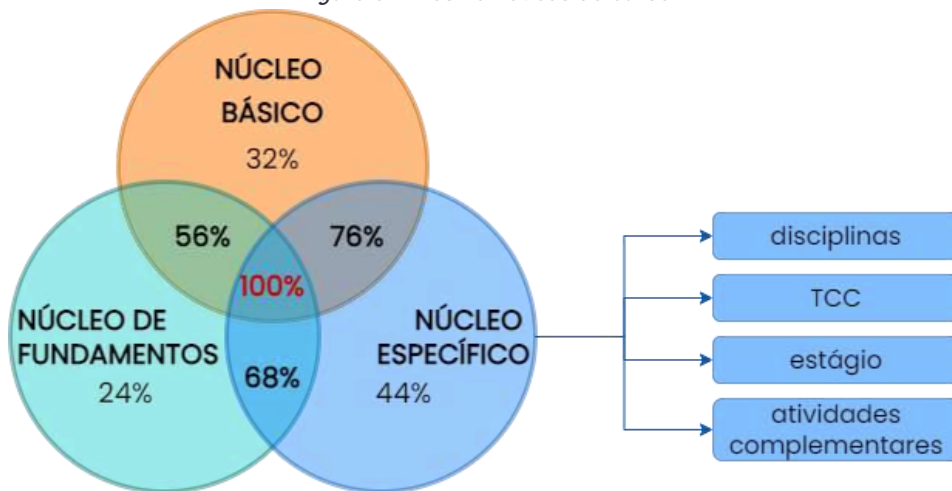 NÚCLEO
BÁSICO
32%
56%
76%
100%
NÚCLEO DE
FUNDAMENTOS
24%
68%
NÚCLEO
ESPECÍFICO
44%
disciplinas
TCC
estágio
atividades
complementares